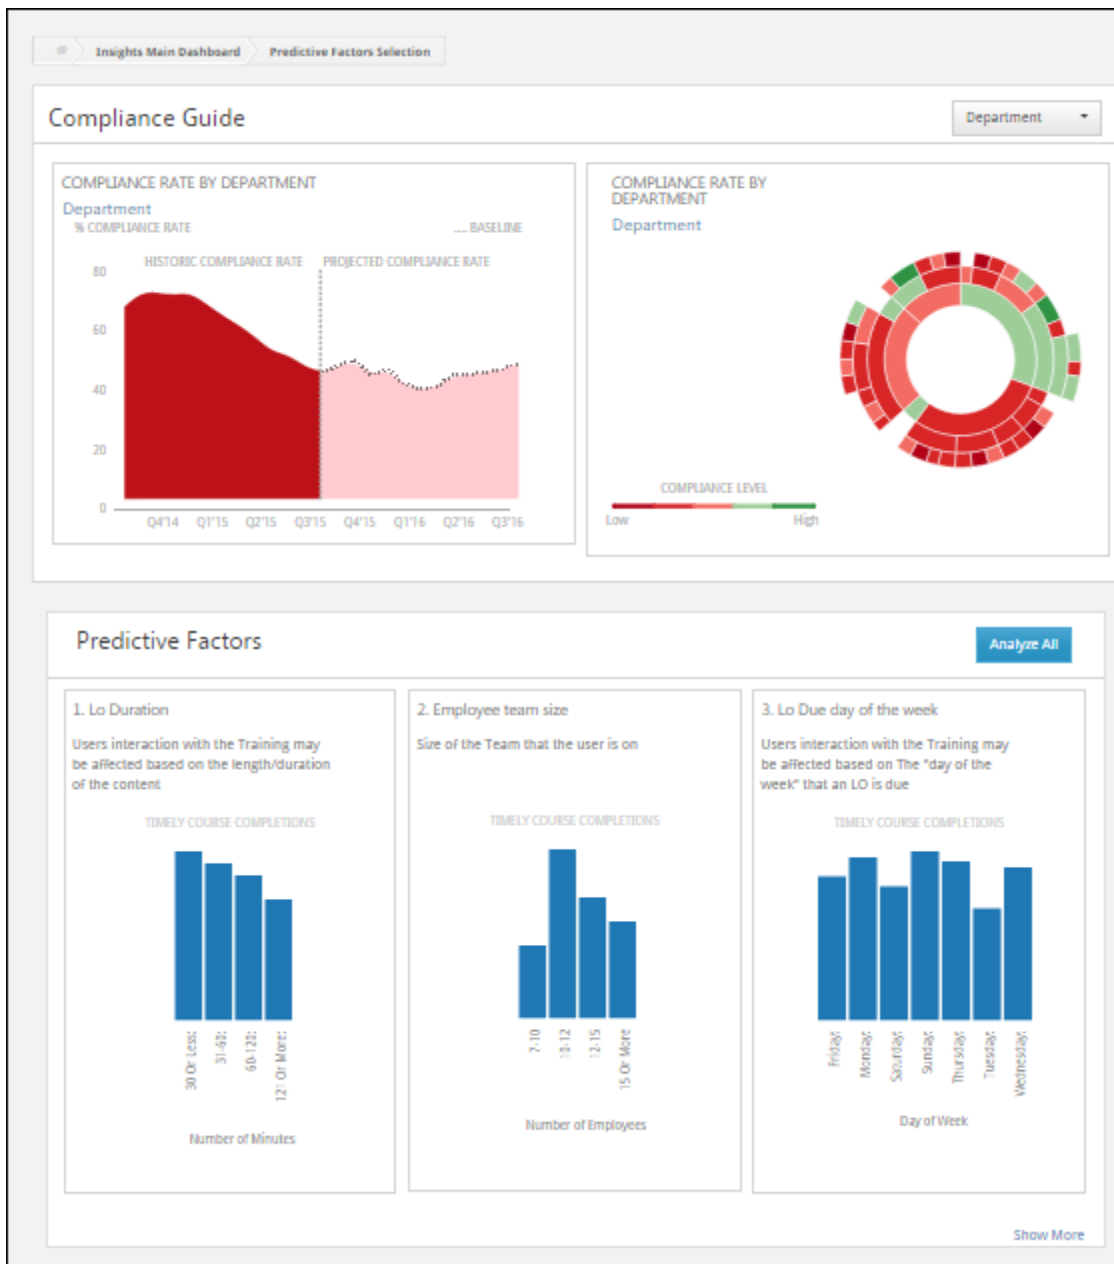 Insights Main Dashboard Predictive Factors Selection
Compliance Guide
Department
COMPLIANCE RATE BY DEPARTMENT
Department
% COMPLIANCE RATE .... BASELINE
HISTORIC COMPLIANCE RATE PROJECTED COMPLIANCE RATE
80
60
40
20
0
Q4'14 Q1'15 Q2'15 Q3'15 Q4'15 Q1'16 Q2'16 Q3'16
COMPLIANCE RATE BY
DEPARTMENT
Department
COMPLIANCE LEVEL
Low High
Predictive Factors
Analyze All
1. Lo Duration
Users interaction with the Training may
be affected based on the length/duration
of the content
TIMELY COURSE COMPLETIONS
30 Or Less:
31-60:
60-120:
121 Or More:
Number of Minutes
2. Employee team size
Size of the Team that the user is on
TIMELY COURSE COMPLETIONS
7-10
10-12
12-15
15 Or More
Number of Employees
3. Lo Due day of the week
Users interaction with the Training may
be affected based on The "day of the
week" that an LO is due
TIMELY COURSE COMPLETIONS
Friday:
Monday:
Saturday:
Sunday:
Thursday:
Tuesday:
Wednesday:
Day of Week
Show More